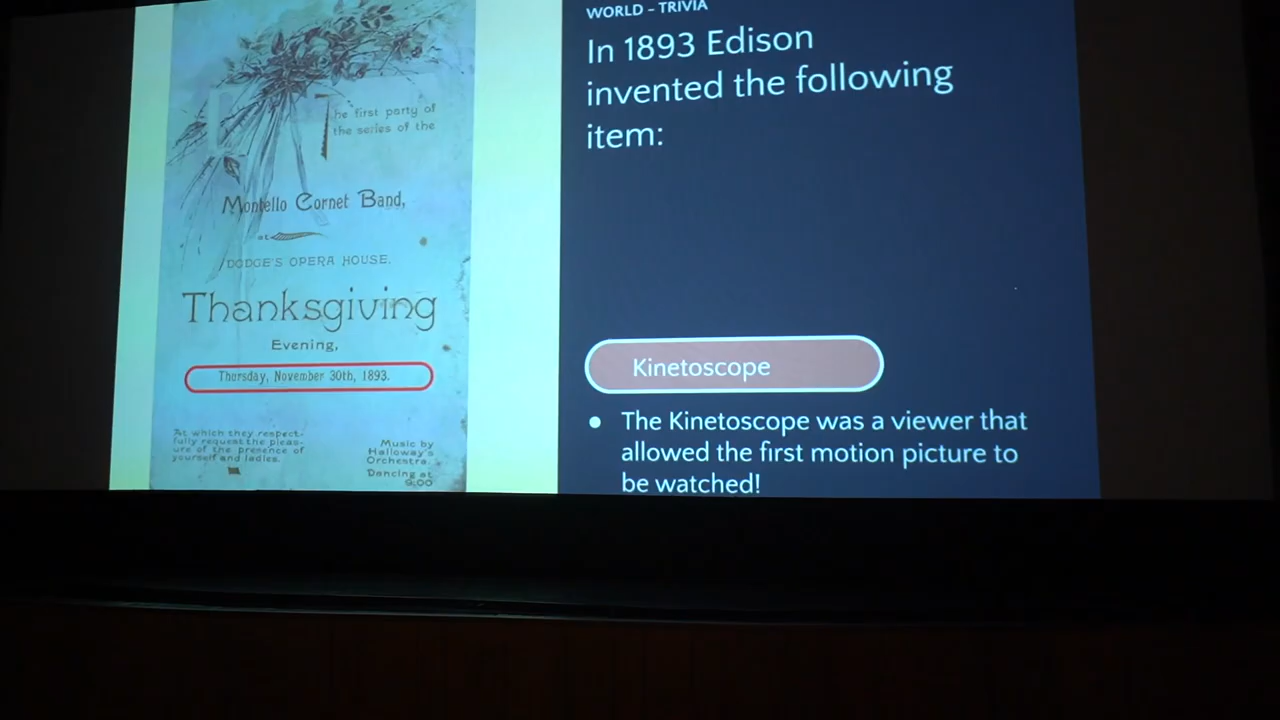 The first party of
the series of the
Montello Cornet Band,
at
DODGE'S OPERA HOUSE.
Thanksgiving
Evening,
Thursday, November 30th, 1893.
At which they respect-
fully request the pleas-
ure of the presence of
yourself and ladies.
Music by
Halloway's
Orchestra.
Dancing at
9:00
WORLD – TRIVIA
In 1893 Edison
invented the following
item:
Kinetoscope
● The Kinetoscope was a viewer that
allowed the first motion picture to
be watched!